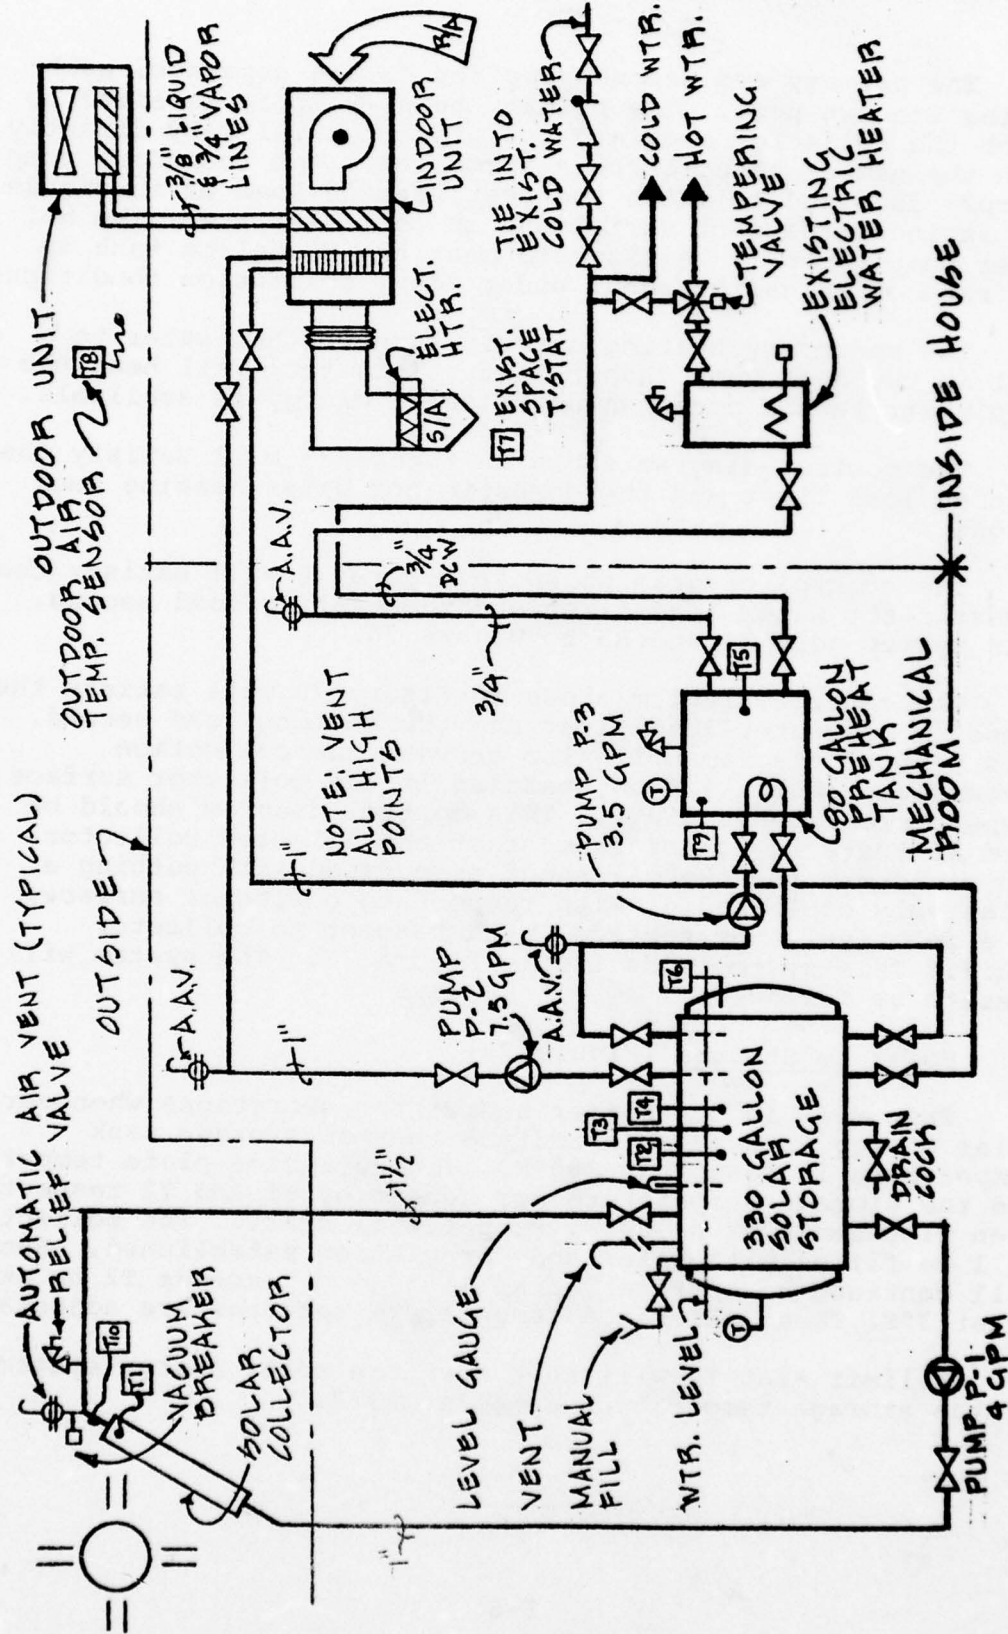 AUTOMATIC AIR VENT (TYPICAL)
RELIEF VALVE
T10
T1
VACUUM
BREAKER
SOLAR
COLLECTOR
1"
OUTSIDE
A.A.V.
1"
1 1/2"
PUMP
P-2
7.5 GPM
A.A.V.
LEVEL GAUGE
VENT
MANUAL
FILL
WTR. LEVEL
T
T2
T3
T4
T6
330 GALLON
SOLAR
STORAGE
DRAIN
COCK
PUMP P-1
4 GPM
OUTDOOR UNIT
OUTDOOR AIR
TEMP. SENSOR
T8
3/8" LIQUID
& 3/4" VAPOR
LINES
INDOOR
UNIT
R/A
ELECT.
HTR.
S/A
T7 EXIST.
SPACE
T'STAT
A.A.V.
3/4"
DCW
3/4"
1"
NOTE: VENT
ALL HIGH
POINTS
PUMP P-3
3.5 GPM
T
T9
T5
80 GALLON
PREHEAT
TANK
MECHANICAL
ROOM
INSIDE HOUSE
TIE INTO
EXIST.
COLD WATER
COLD WTR.
HOT WTR.
TEMPERING
VALVE
EXISTING
ELECTRIC
WATER HEATER